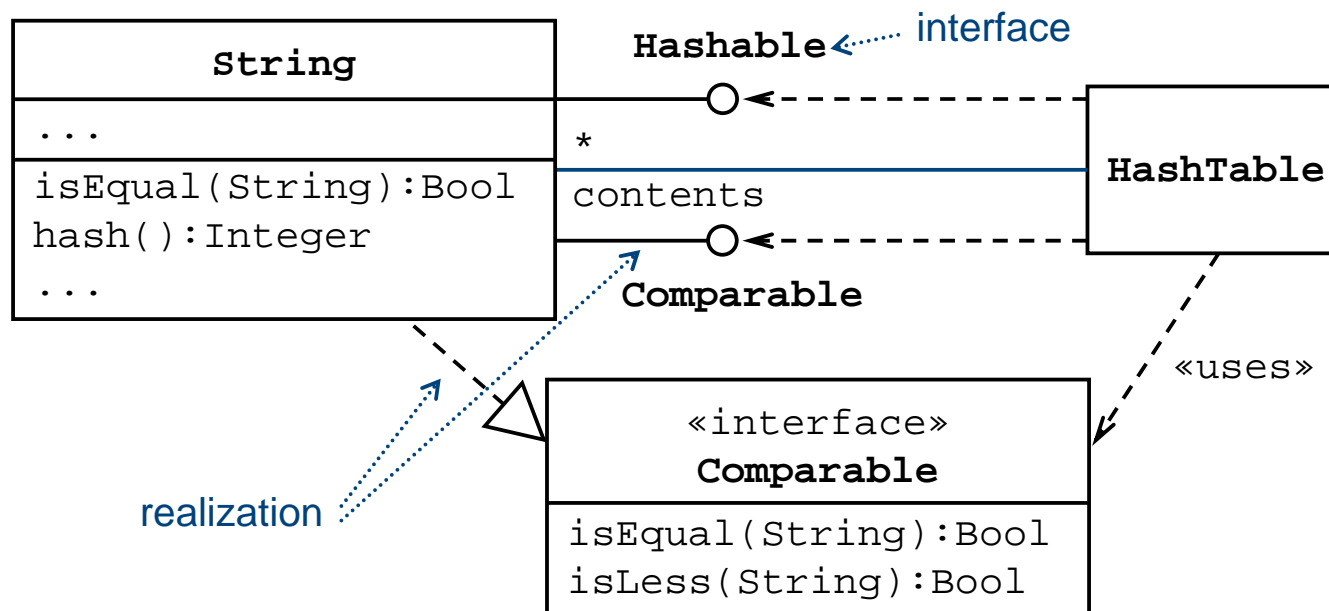 String
...
isEqual(String):Bool
hash():Integer
...
Hashable
interface
*
contents
Comparable
HashTable
«uses»
realization
«interface»
Comparable
isEqual(String):Bool
isLess(String):Bool